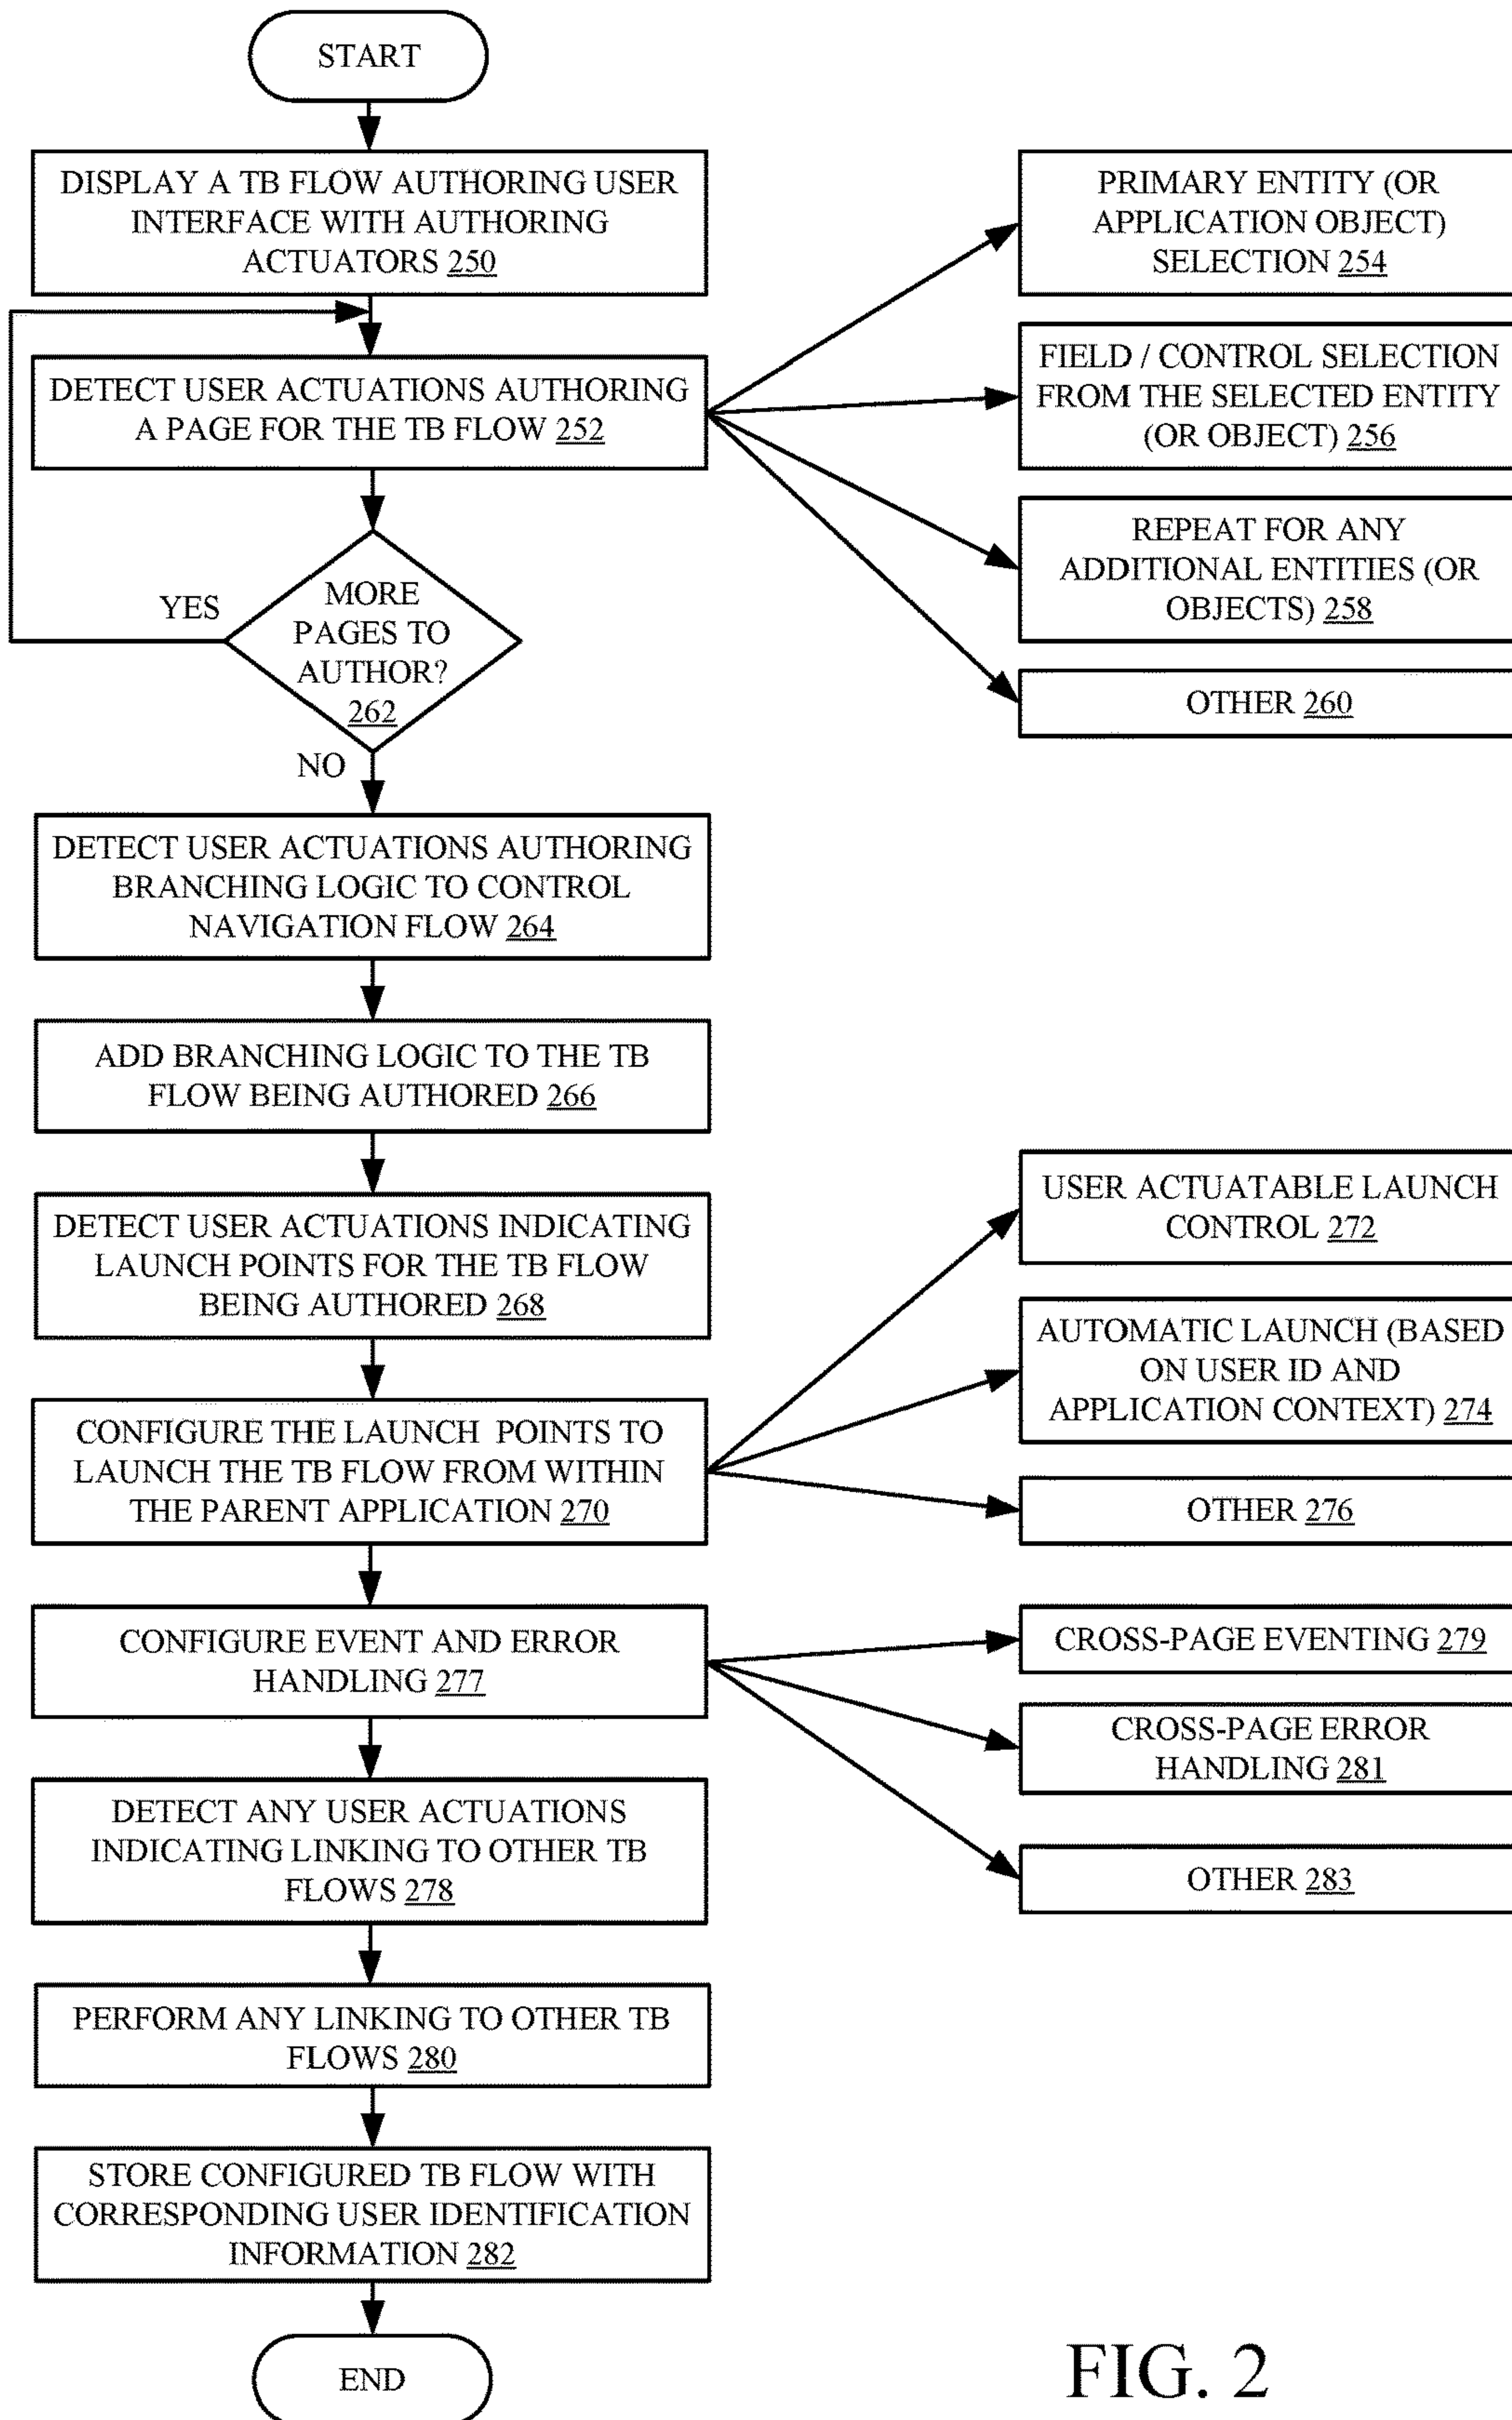 START
DISPLAY A TB FLOW AUTHORING USER
INTERFACE WITH AUTHORING
ACTUATORS 250
DETECT USER ACTUATIONS AUTHORING
A PAGE FOR THE TB FLOW 252
PRIMARY ENTITY (OR
APPLICATION OBJECT)
SELECTION 254
FIELD / CONTROL SELECTION
FROM THE SELECTED ENTITY
(OR OBJECT) 256
REPEAT FOR ANY
ADDITIONAL ENTITIES (OR
OBJECTS) 258
OTHER 260
YES
MORE
PAGES TO
AUTHOR?
262
NO
DETECT USER ACTUATIONS AUTHORING
BRANCHING LOGIC TO CONTROL
NAVIGATION FLOW 264
ADD BRANCHING LOGIC TO THE TB
FLOW BEING AUTHORED 266
DETECT USER ACTUATIONS INDICATING
LAUNCH POINTS FOR THE TB FLOW
BEING AUTHORED 268
CONFIGURE THE LAUNCH POINTS TO
LAUNCH THE TB FLOW FROM WITHIN
THE PARENT APPLICATION 270
USER ACTUATABLE LAUNCH
CONTROL 272
AUTOMATIC LAUNCH (BASED
ON USER ID AND
APPLICATION CONTEXT) 274
OTHER 276
CONFIGURE EVENT AND ERROR
HANDLING 277
CROSS-PAGE EVENTING 279
CROSS-PAGE ERROR
HANDLING 281
OTHER 283
DETECT ANY USER ACTUATIONS
INDICATING LINKING TO OTHER TB
FLOWS 278
PERFORM ANY LINKING TO OTHER TB
FLOWS 280
STORE CONFIGURED TB FLOW WITH
CORRESPONDING USER IDENTIFICATION
INFORMATION 282
END
FIG. 2